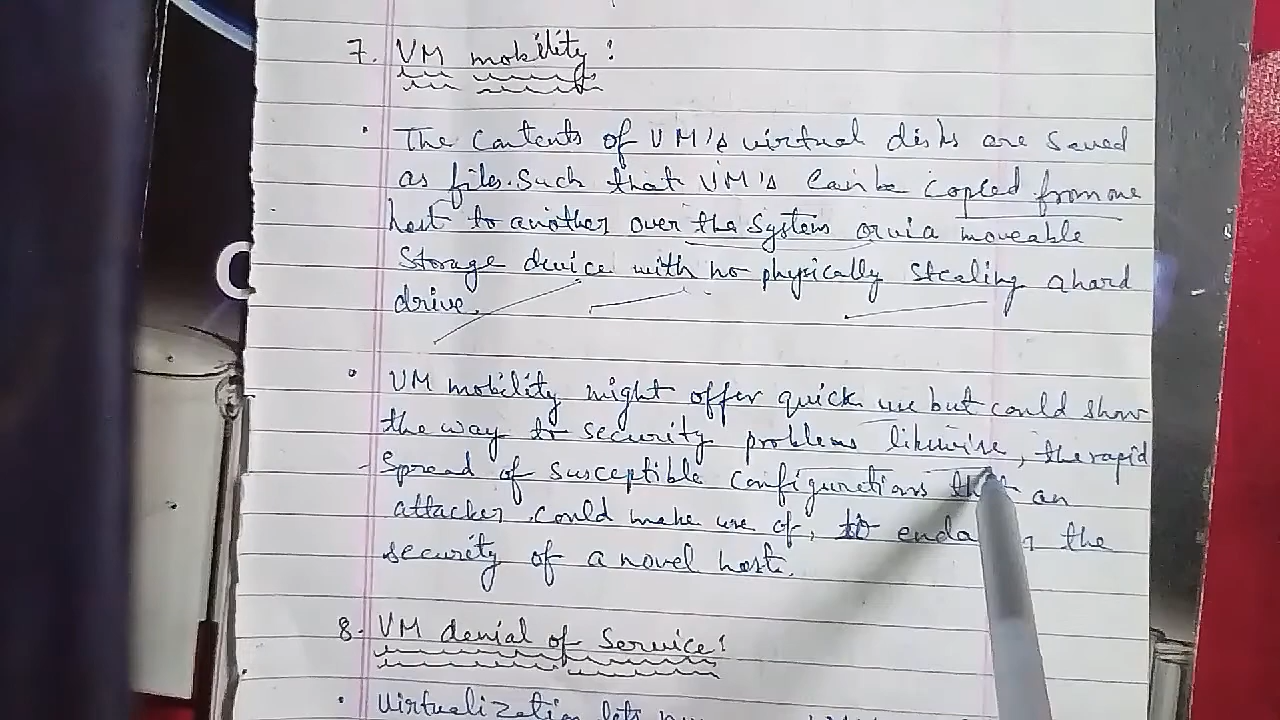 7. VM mobility:
• The contents of VM's virtual disks are saved
as files. Such that VM's can be copied from one
host to another over the system or via moveable
storage device with no physically stealing a hard
drive.
• VM mobility might offer quick use but could show
the way to security problems likewise, the rapid
spread of susceptible configurations that an
attacker could make use of, to the
security of a novel host.
8. VM denial of Service:
• Virtualization lets